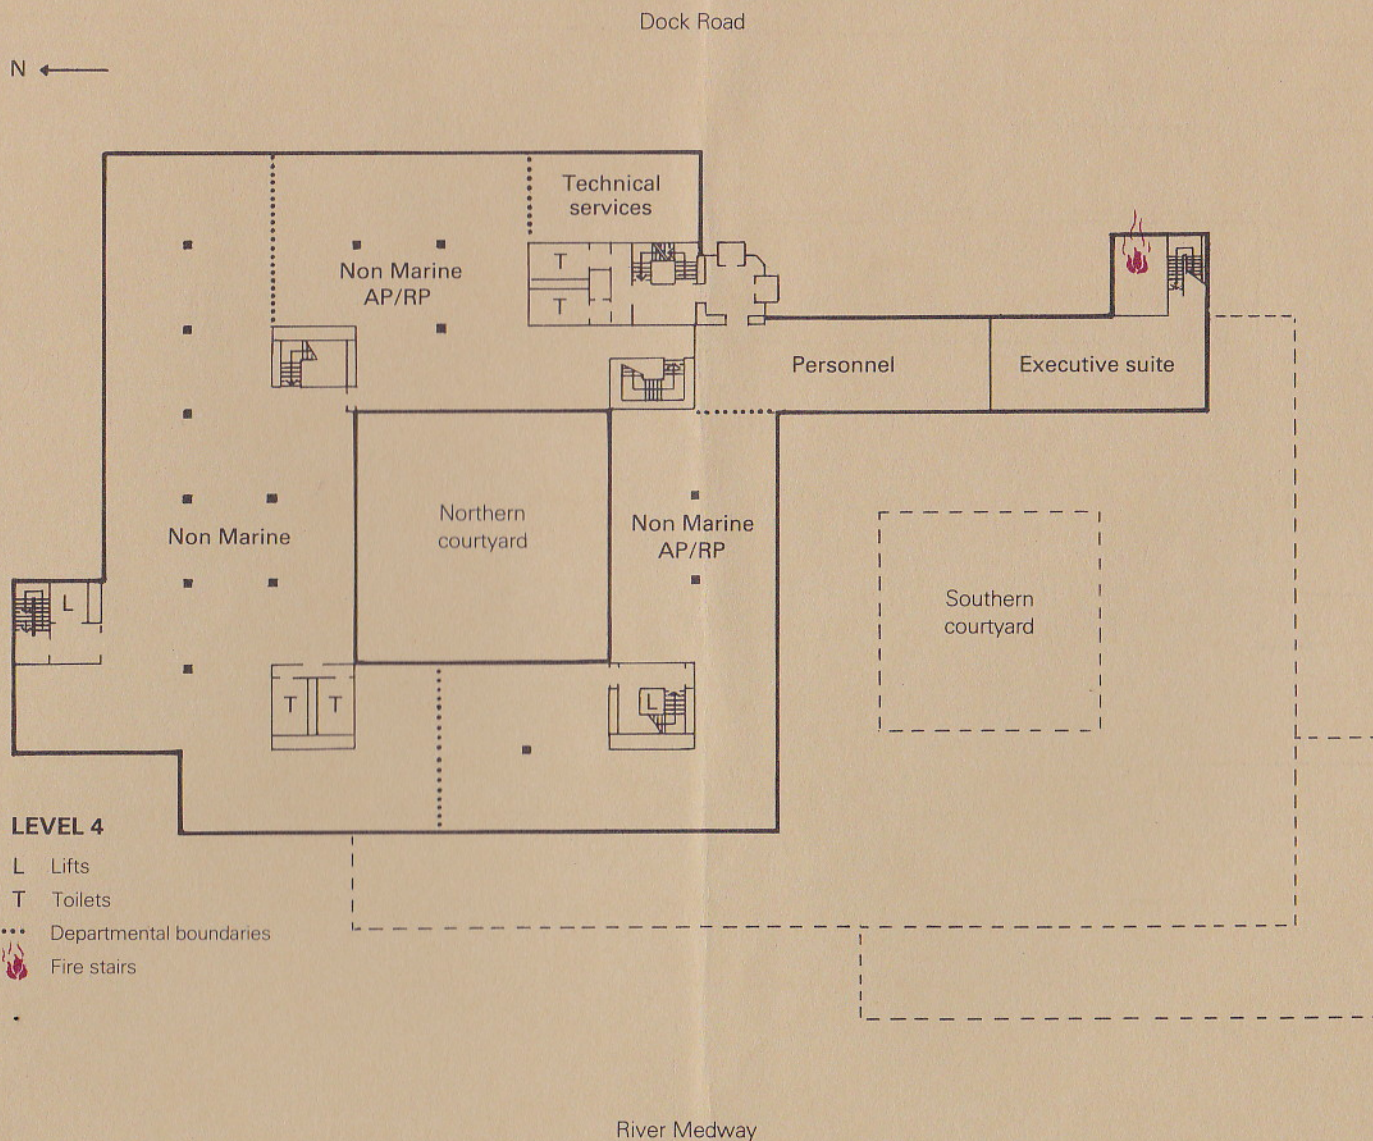 Dock Road
N
Technical
services
T
T
Non Marine
AP/RP
Personnel
Executive suite
Northern
courtyard
Non Marine
AP/RP
Non Marine
L
Southern
courtyard
T
T
L
LEVEL 4
L Lifts
T Toilets
Departmental boundaries
Fire stairs
River Medway